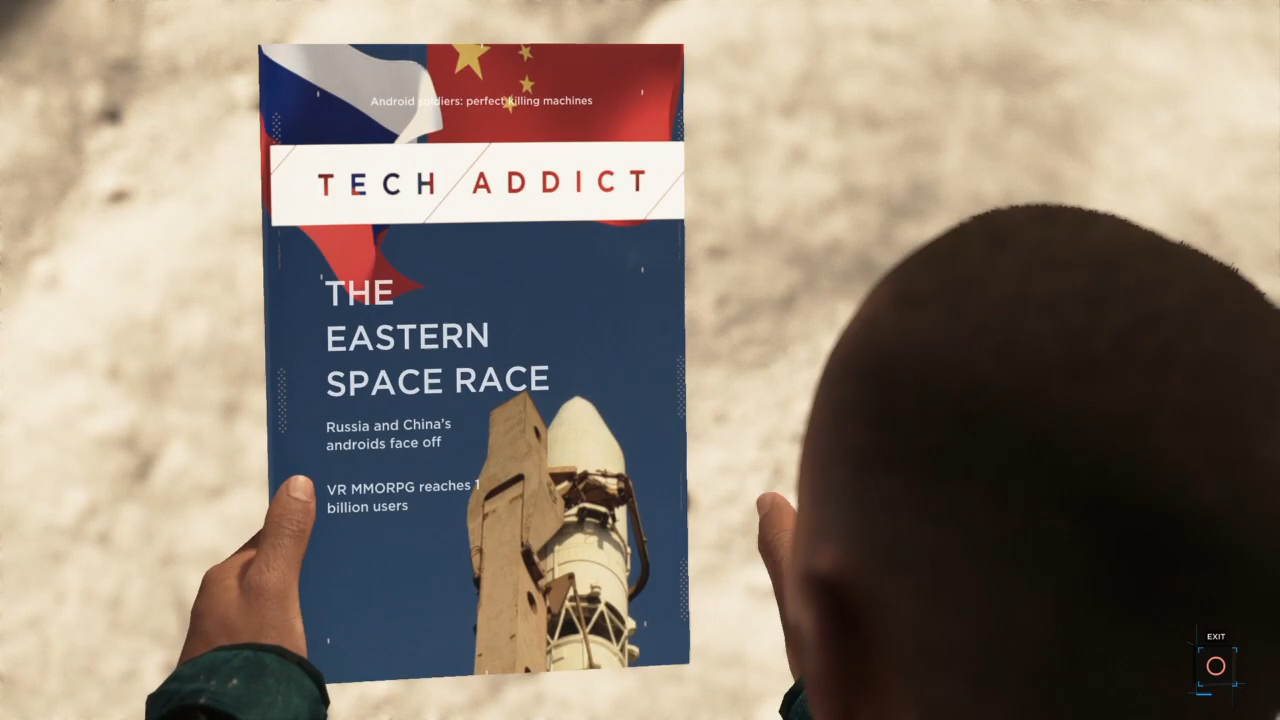 Android soldiers: perfect killing machines
TECH ADDICT
THE
EASTERN
SPACE RACE
Russia and China's
androids face off
VR MMORPG reaches 1
billion users
EXIT